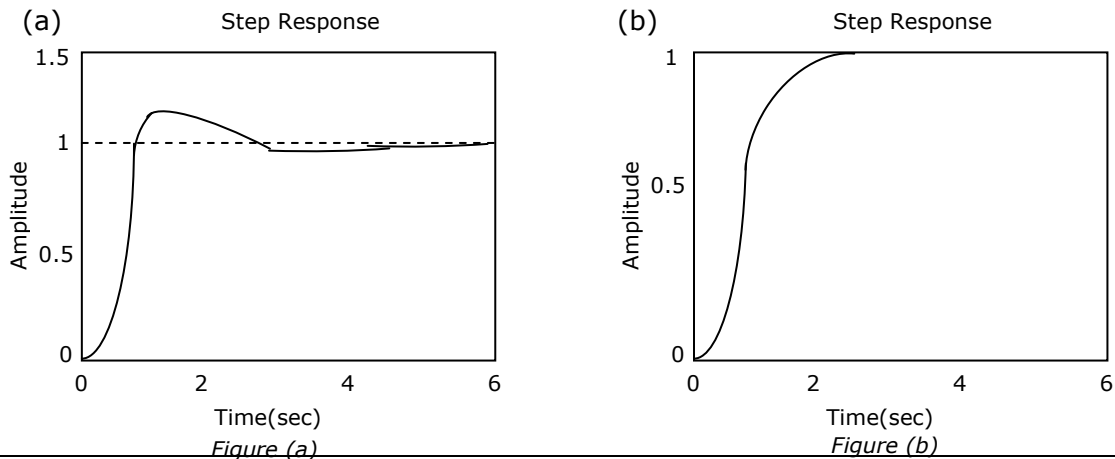 (a) Step Response
1.5
1
Amplitude
0.5
0
0 2 4 6
Time(sec)
Figure (a)
(b) Step Response
1
0.5
Amplitude
0
0 2 4 6
Time(sec)
Figure (b)